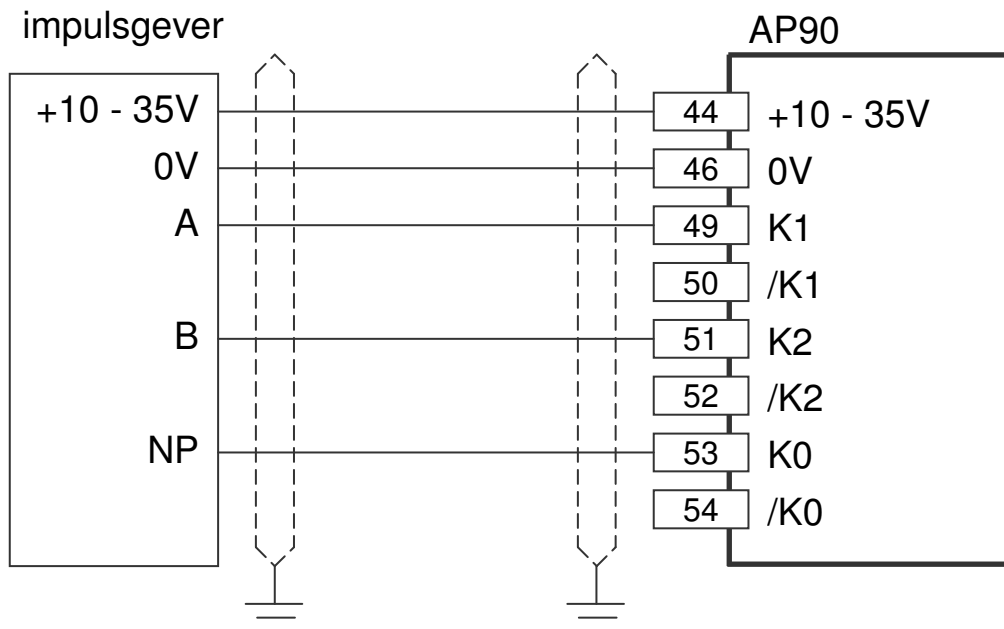 impulsgever
AP90
+10 - 35V
44
+10 - 35V
0V
46
0V
A
49
K1
50
/K1
B
51
K2
52
/K2
NP
53
K0
54
/K0